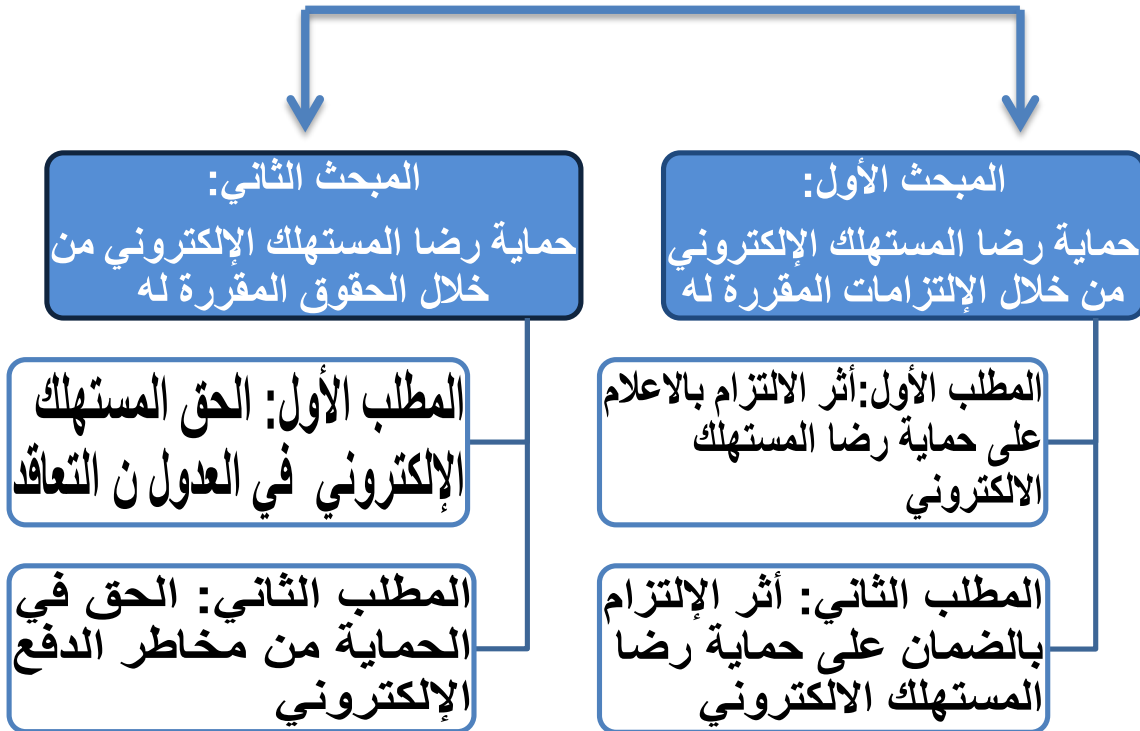 المبحث الأول:
حماية رضا المستهلك الإلكتروني
من خلال الإلتزامات المقررة له
المطلب الأول:أثر الالتزام بالاعلام
على حماية رضا المستهلك
الالكتروني
المطلب الثاني: أثر الإلتزام
بالضمان على حماية رضا
المستهلك الالكتروني
المبحث الثاني:
حماية رضا المستهلك الإلكتروني من
خلال الحقوق المقررة له
المطلب الأول: الحق المستهلك
الإلكتروني في العدول ن التعاقد
المطلب الثاني: الحق في
الحماية من مخاطر الدفع
الإلكتروني